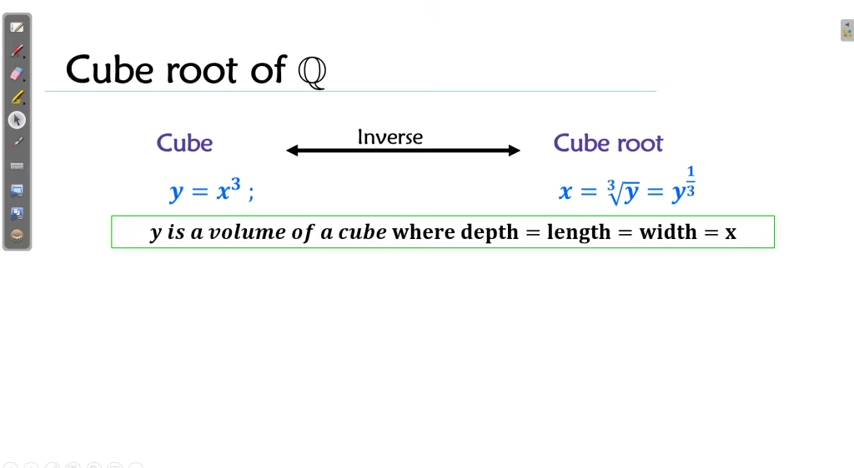 Cube root of ℚ
Cube Inverse Cube root
y = x³ ; x = ∛y = y^(1/3)
y is a volume of a cube where depth = length = width = x